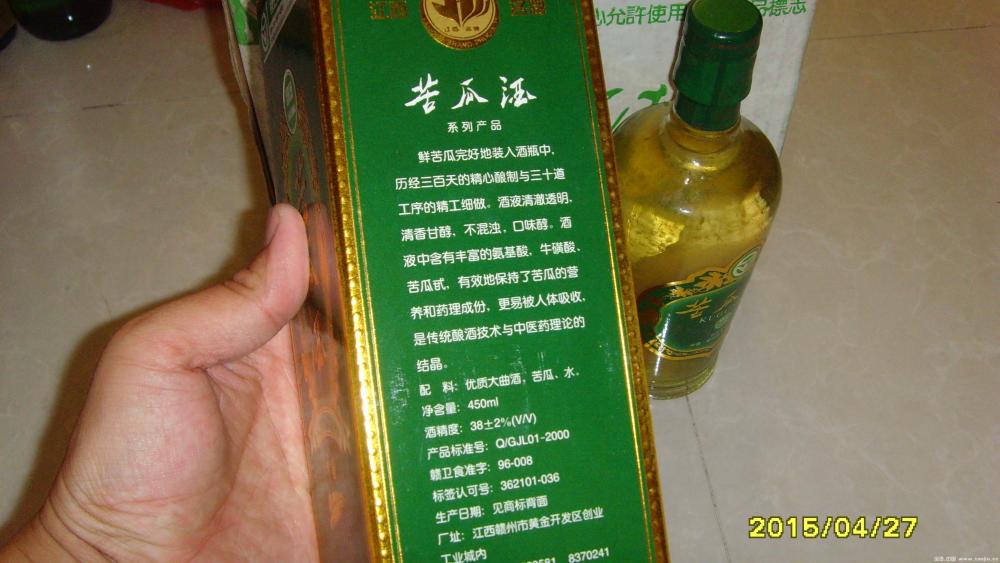 江西
允許使用
苦瓜酒
系列产品
鲜苦瓜完好地装入酒瓶中,
历经三百天的精心酿制与三十道
工序的精工细做。酒液清澈透明,
清香甘醇,不混浊,口味醇。酒
液中含有丰富的氨基酸,牛磺酸、
苦瓜甙,有效地保持了苦瓜的营
养和药理成份,更易被人体吸收,
是传统酿酒技术与中医药理论的
结晶。
配 料:优质大曲酒,苦瓜、水。
净含量:450ml
酒精度:38±2%(V/V)
产品标准号:Q/GJL01-2000
赣卫食准字:96-008
标签认可号:362101-036
生产日期:见商标背面
厂址:江西赣州市黄金开发区创业
工业城内
8370241
苦瓜
2015/04/27